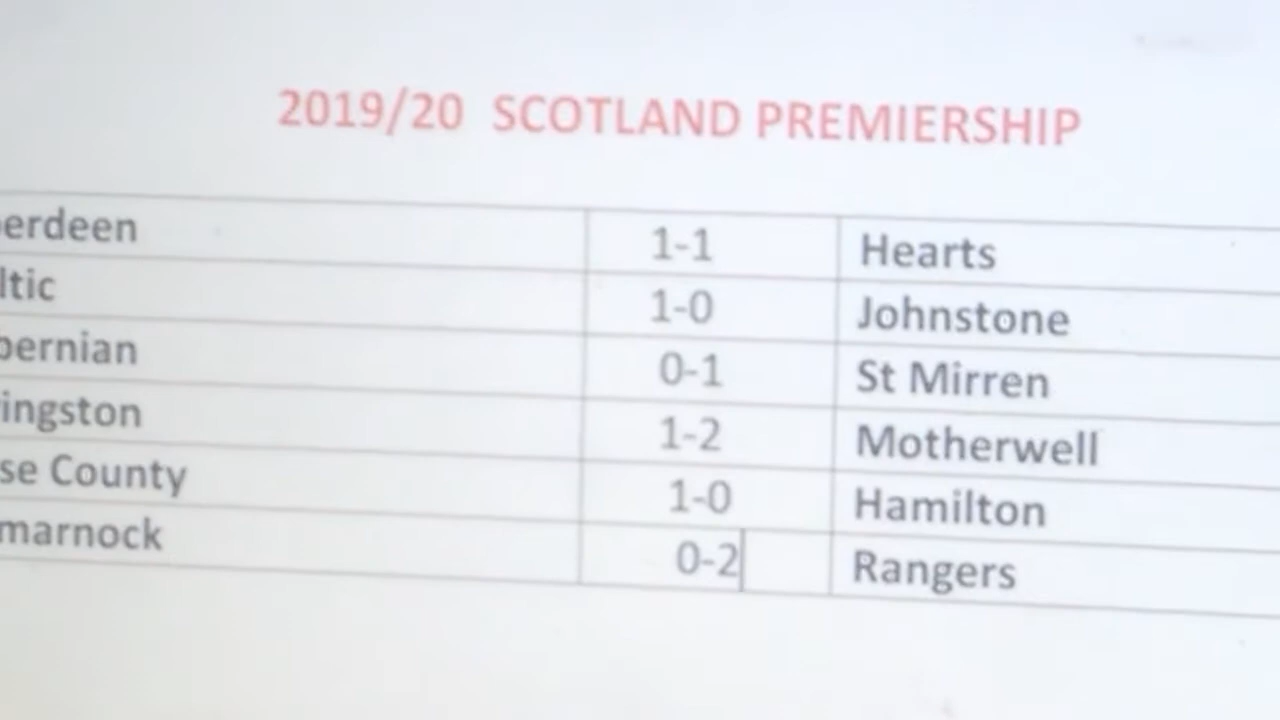 2019/20 SCOTLAND PREMIERSHIP
erdeen 1-1 Hearts
ltic 1-0 Johnstone
bernian 0-1 St Mirren
ingston 1-2 Motherwell
se County 1-0 Hamilton
marnock 0-2 Rangers